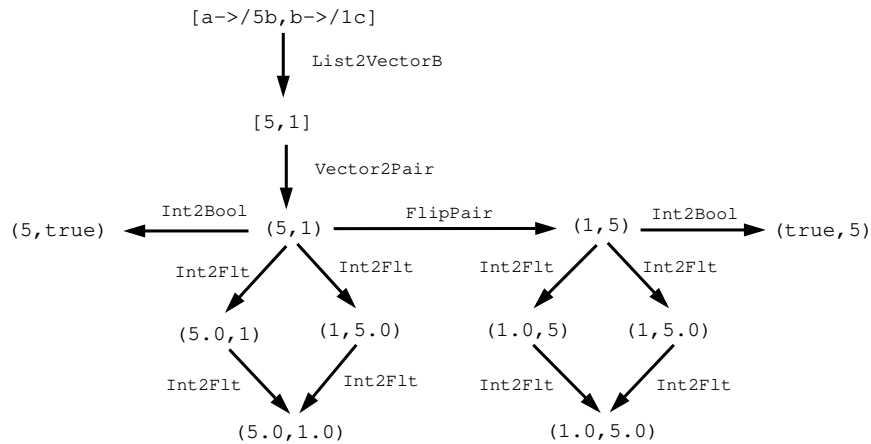 [a->/5b,b->/1c]
List2VectorB
[5,1]
Vector2Pair
(5,true) Int2Bool (5,1) FlipPair (1,5) Int2Bool (true,5)
Int2Flt Int2Flt Int2Flt Int2Flt
(5.0,1) (1,5.0) (1.0,5) (1,5.0)
Int2Flt Int2Flt Int2Flt Int2Flt
(5.0,1.0) (1.0,5.0)